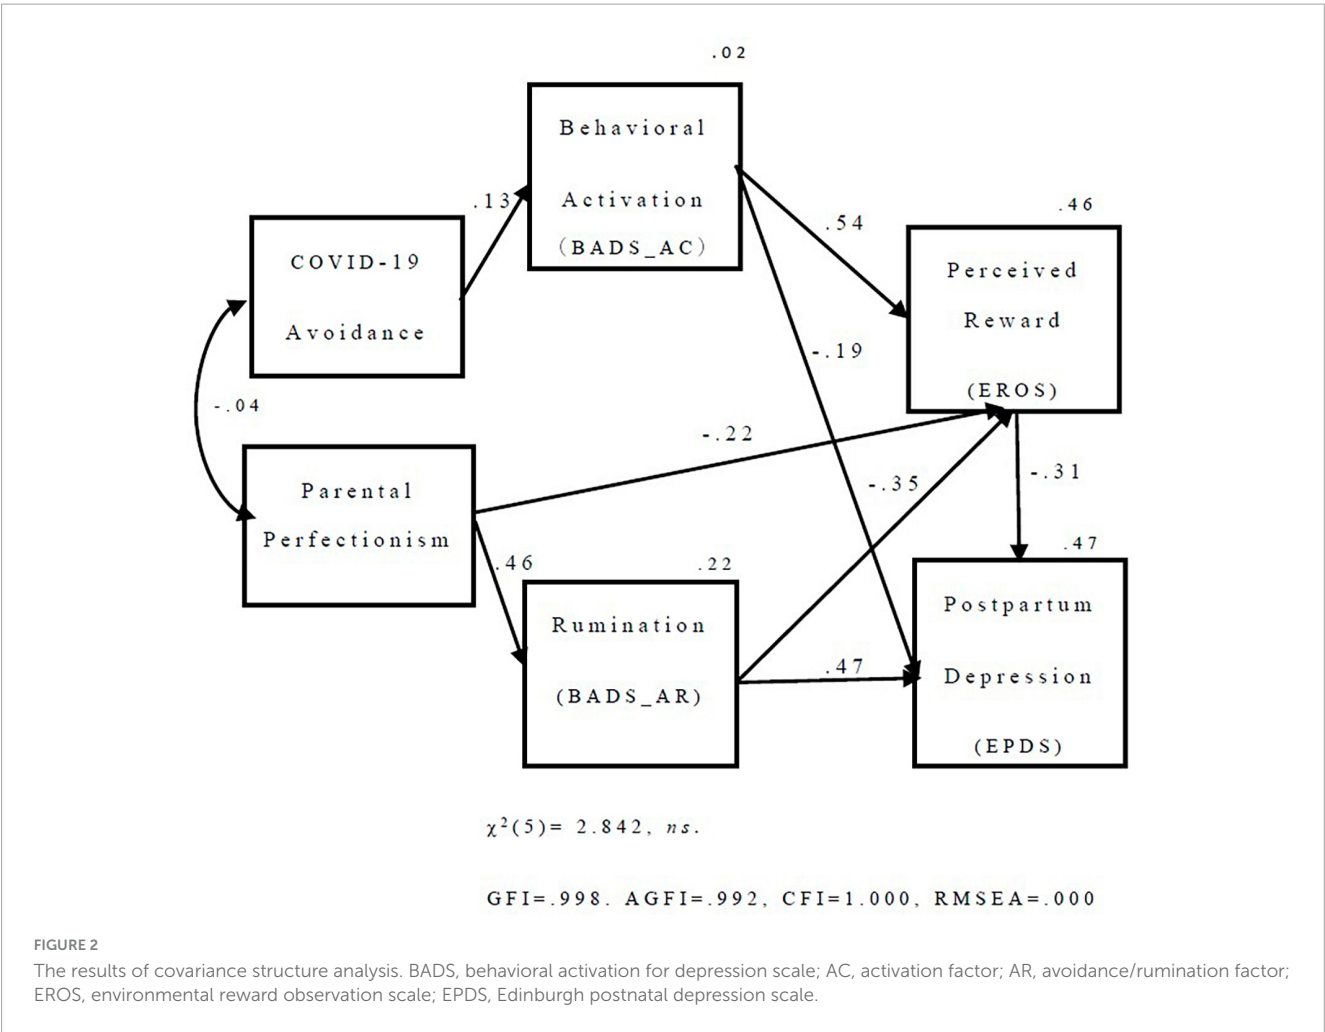 .02
Behavioral
Activation
(BADS_AC)
.13
.54
.46
COVID-19
Avoidance
Perceived
Reward
(EROS)
-.19
-.04
-.22
Parental
Perfectionism
-.35
-.31
.46
.22
.47
Rumination
(BADS_AR)
.47
Postpartum
Depression
(EPDS)
χ²(5)= 2.842, ns.
GFI=.998. AGFI=.992, CFI=1.000, RMSEA=.000
FIGURE 2
The results of covariance structure analysis. BADS, behavioral activation for depression scale; AC, activation factor; AR, avoidance/rumination factor;
EROS, environmental reward observation scale; EPDS, Edinburgh postnatal depression scale.